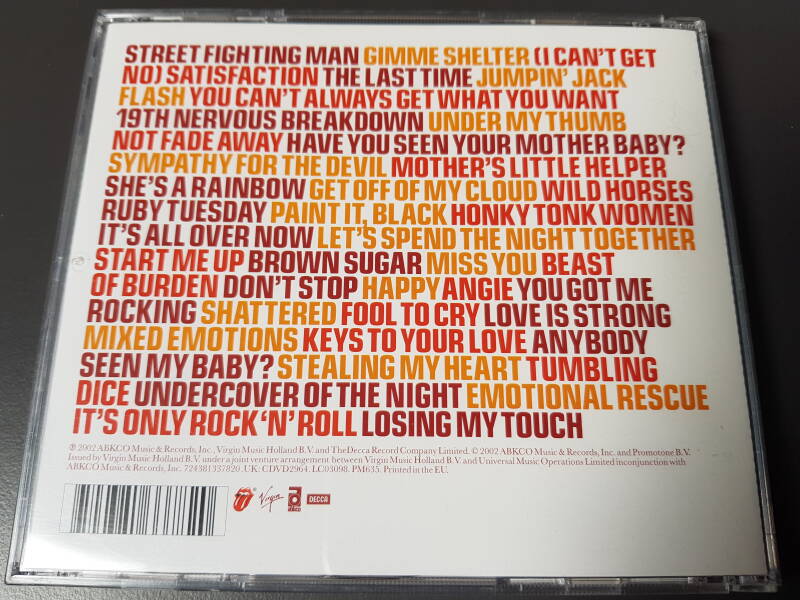 STREET FIGHTING MAN GIMME SHELTER (I CAN'T GET
NO) SATISFACTION THE LAST TIME JUMPIN' JACK
FLASH YOU CAN'T ALWAYS GET WHAT YOU WANT
19TH NERVOUS BREAKDOWN UNDER MY THUMB
NOT FADE AWAY HAVE YOU SEEN YOUR MOTHER BABY?
SYMPATHY FOR THE DEVIL MOTHER'S LITTLE HELPER
SHE'S A RAINBOW GET OFF OF MY CLOUD WILD HORSES
RUBY TUESDAY PAINT IT, BLACK HONKY TONK WOMEN
IT'S ALL OVER NOW LET'S SPEND THE NIGHT TOGETHER
START ME UP BROWN SUGAR MISS YOU BEAST
OF BURDEN DON'T STOP HAPPY ANGIE YOU GOT ME
ROCKING SHATTERED FOOL TO CRY LOVE IS STRONG
MIXED EMOTIONS KEYS TO YOUR LOVE ANYBODY
SEEN MY BABY? STEALING MY HEART TUMBLING
DICE UNDERCOVER OF THE NIGHT EMOTIONAL RESCUE
IT'S ONLY ROCK 'N' ROLL LOSING MY TOUCH
℗ 2002 ABKCO Music & Records, Inc., Virgin Music Holland B.V. and TheDecca Record Company Limited. © 2002 ABKCO Music & Records, Inc. and Promotone B.V.
Issued by Virgin Music Holland B.V. under a joint venture arrangement between Virgin Music Holland B.V. and Universal Music Operations Limited inconjunction with
ABKCO Music & Records, Inc. 724381337820. UK: CDVD2964. LC03098. PM635. Printed in the EU.
Virgin
abkco
DECCA